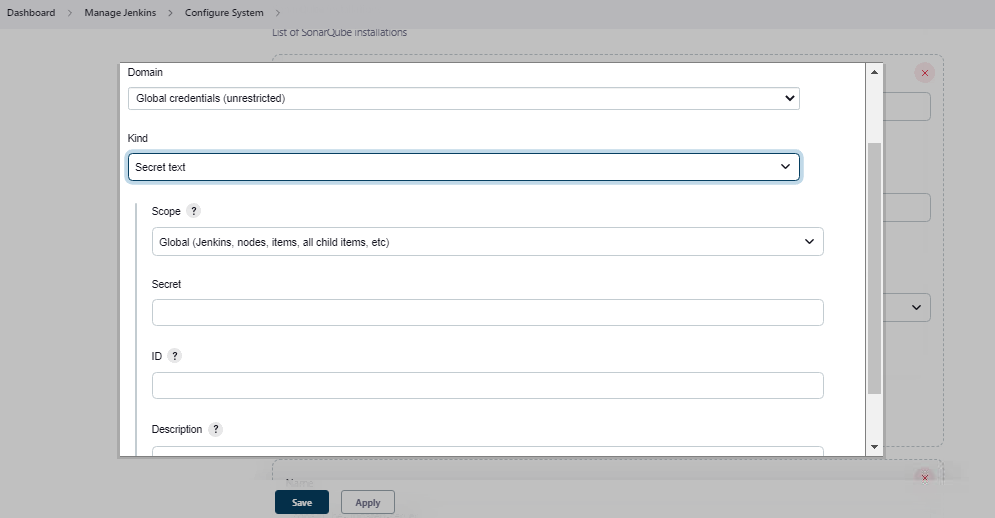 Dashboard > Manage Jenkins > Configure System >
List of SonarQube installations
Domain
Global credentials (unrestricted)
Kind
Secret text
Scope ?
Global (Jenkins, nodes, items, all child items, etc)
Secret
ID ?
Description ?
Name
Save Apply